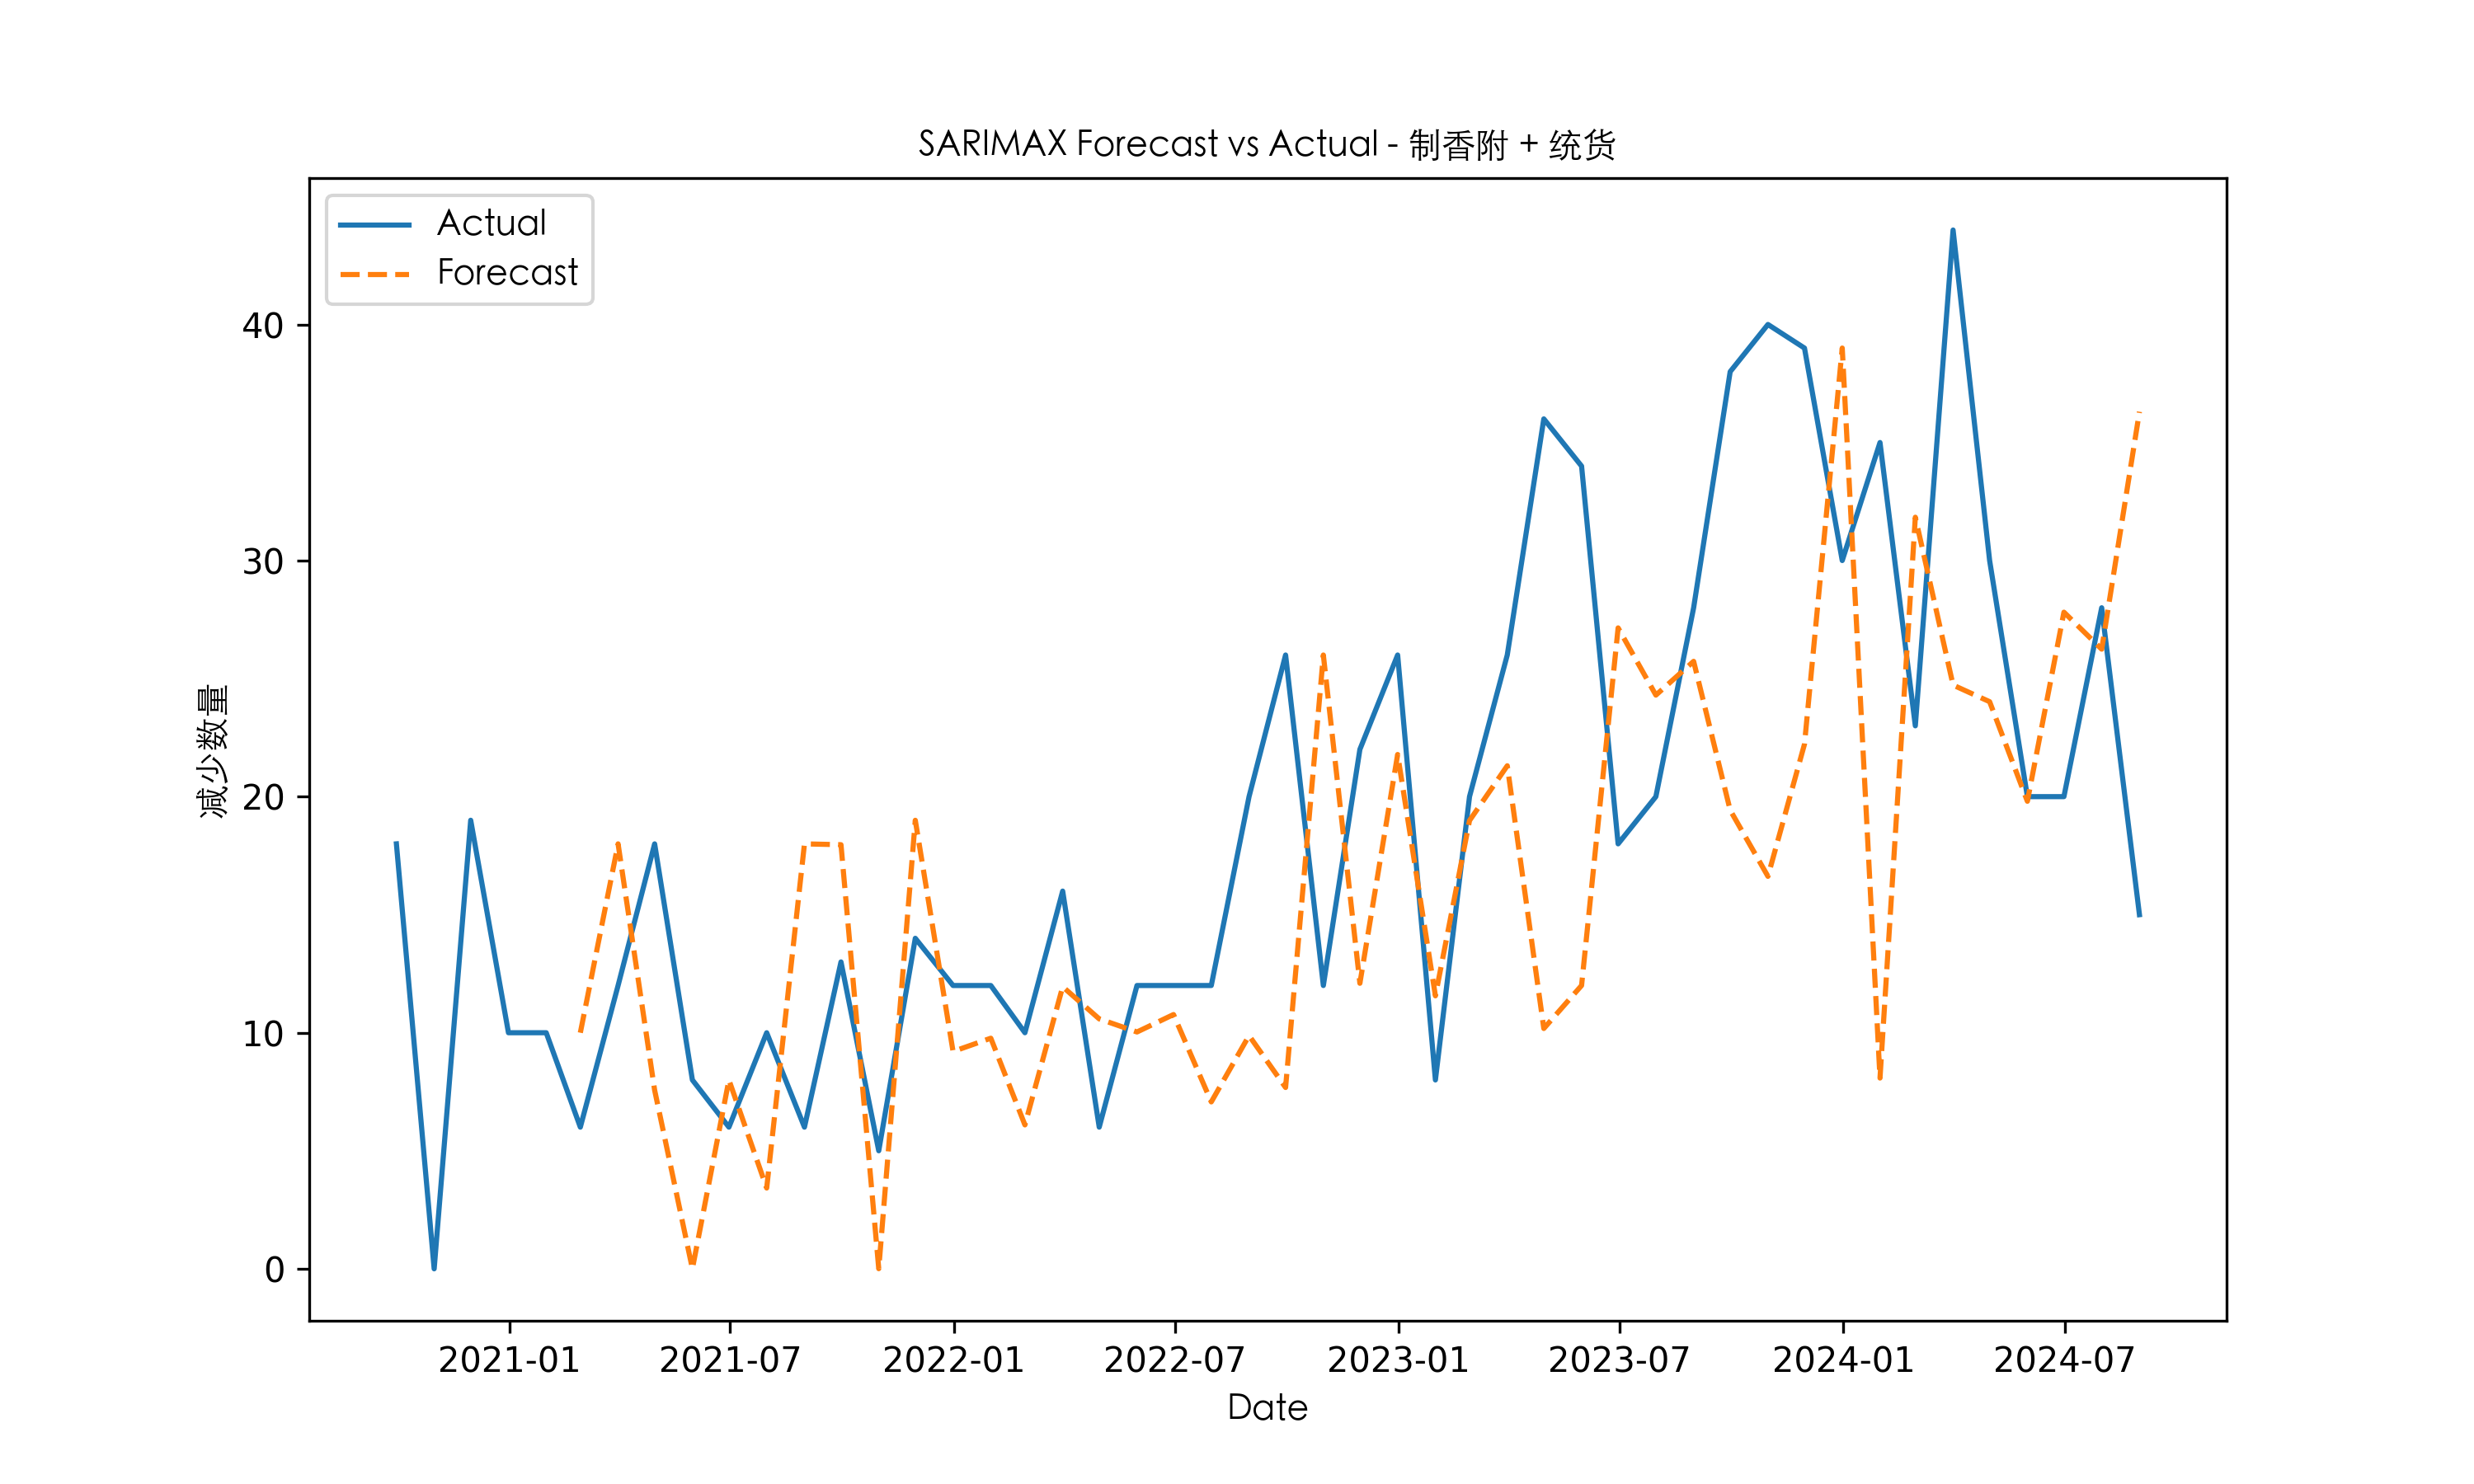 SARIMAX Forecast vs Actual - 制香附 + 统货
Actual
Forecast
减少数量
40
30
20
10
0
2021-01 2021-07 2022-01 2022-07 2023-01 2023-07 2024-01 2024-07
Date